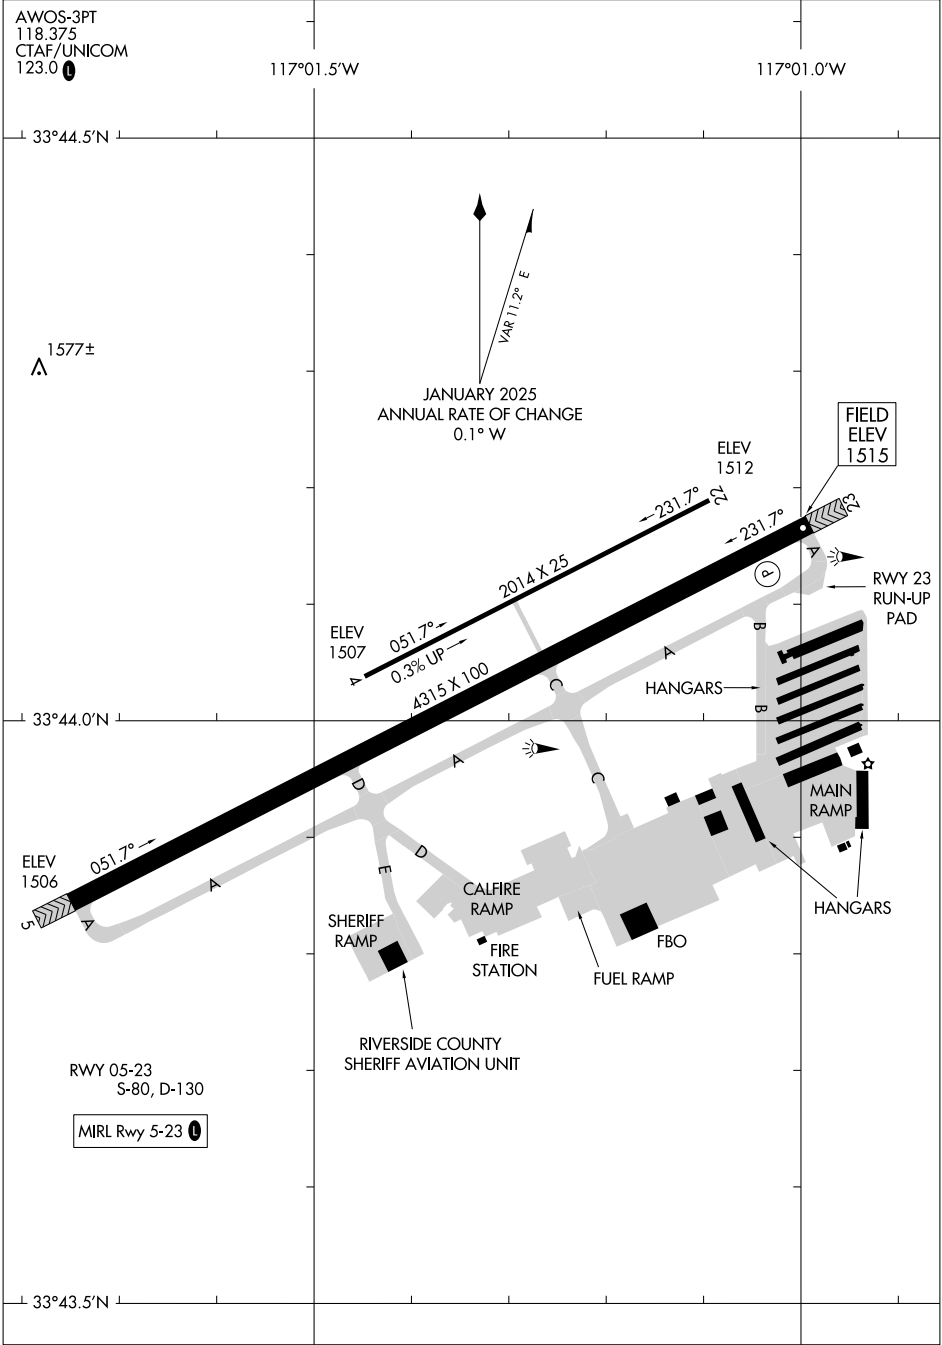 AWOS-3PT
118.375
CTAF/UNICOM
123.0 L
117°01.5'W
117°01.0'W
33°44.5'N
VAR 11.2° E
1577±
JANUARY 2025
ANNUAL RATE OF CHANGE
0.1° W
FIELD
ELEV
1515
ELEV
1512
22
231.7°
23
231.7°
A
P
2014 X 25
RWY 23
RUN-UP
PAD
ELEV
1507
051.7°
0.3% UP
4
B
A
4315 X 100
C
HANGARS
B
33°44.0'N
A
D
C
MAIN
RAMP
051.7°
ELEV
1506
A
D
E
5
A
CALFIRE
RAMP
SHERIFF
RAMP
HANGARS
FBO
FIRE
STATION
FUEL RAMP
RIVERSIDE COUNTY
SHERIFF AVIATION UNIT
RWY 05-23
S-80, D-130
MIRL Rwy 5-23 L
33°43.5'N